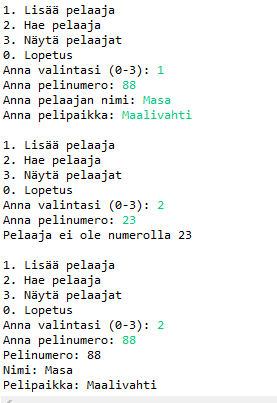 1. Lisää pelaaja
2. Hae pelaaja
3. Näytä pelaajat
0. Lopetus
Anna valintasi (0-3): 1
Anna pelinumero: 88
Anna pelaajan nimi: Masa
Anna pelipaikka: Maalivahti

1. Lisää pelaaja
2. Hae pelaaja
3. Näytä pelaajat
0. Lopetus
Anna valintasi (0-3): 2
Anna pelinumero: 23
Pelaaja ei ole numerolla 23

1. Lisää pelaaja
2. Hae pelaaja
3. Näytä pelaajat
0. Lopetus
Anna valintasi (0-3): 2
Anna pelinumero: 88
Pelinumero: 88
Nimi: Masa
Pelipaikka: Maalivahti